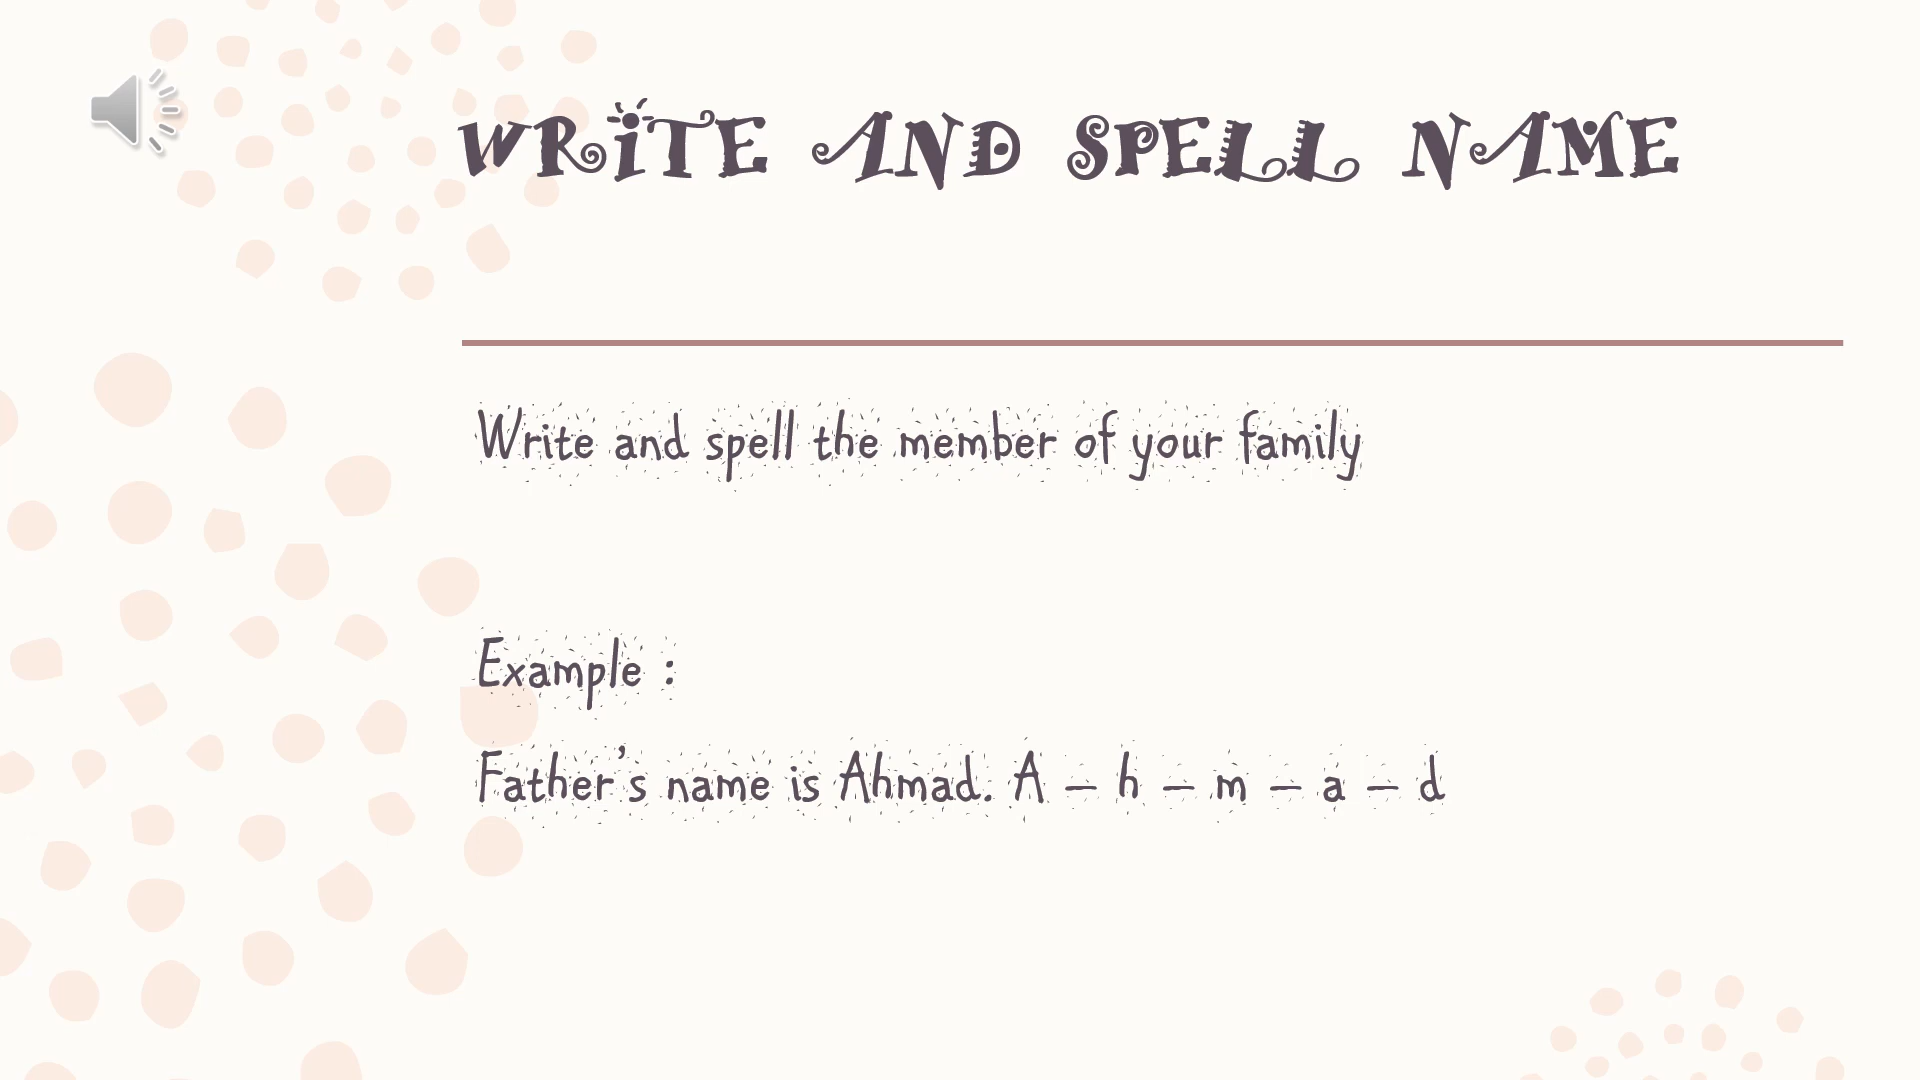 WRITE AND SPELL NAME
Write and spell the member of your family
Example :
Father’s name is Ahmad. A – h – m – a – d